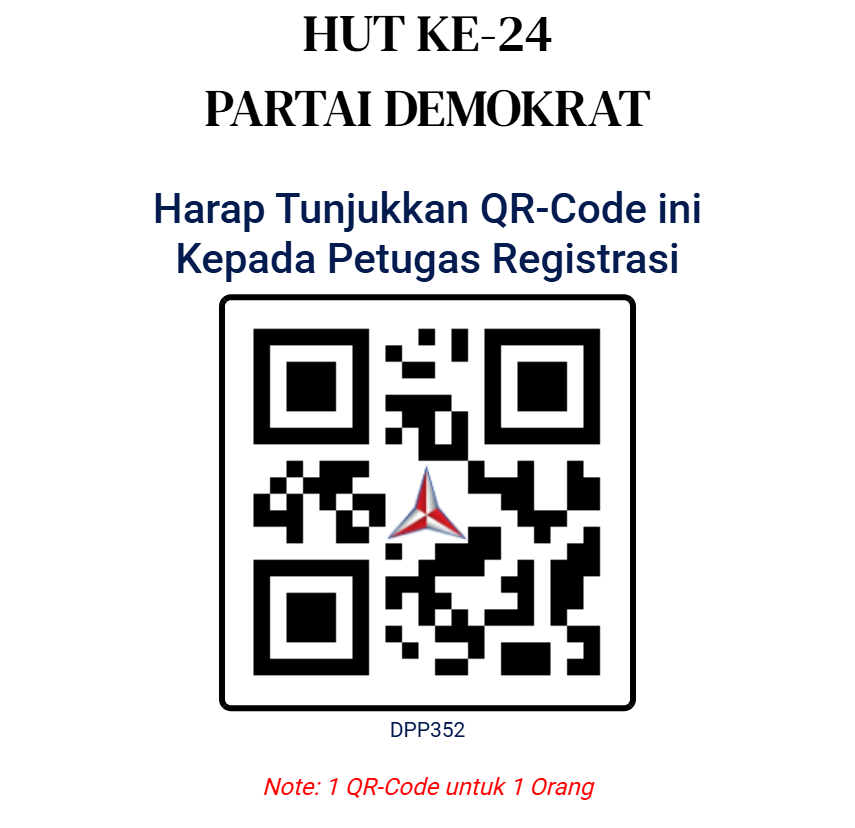 HUT KE-24
PARTAI DEMOKRAT
Harap Tunjukkan QR-Code ini
Kepada Petugas Registrasi
DPP352
Note: 1 QR-Code untuk 1 Orang